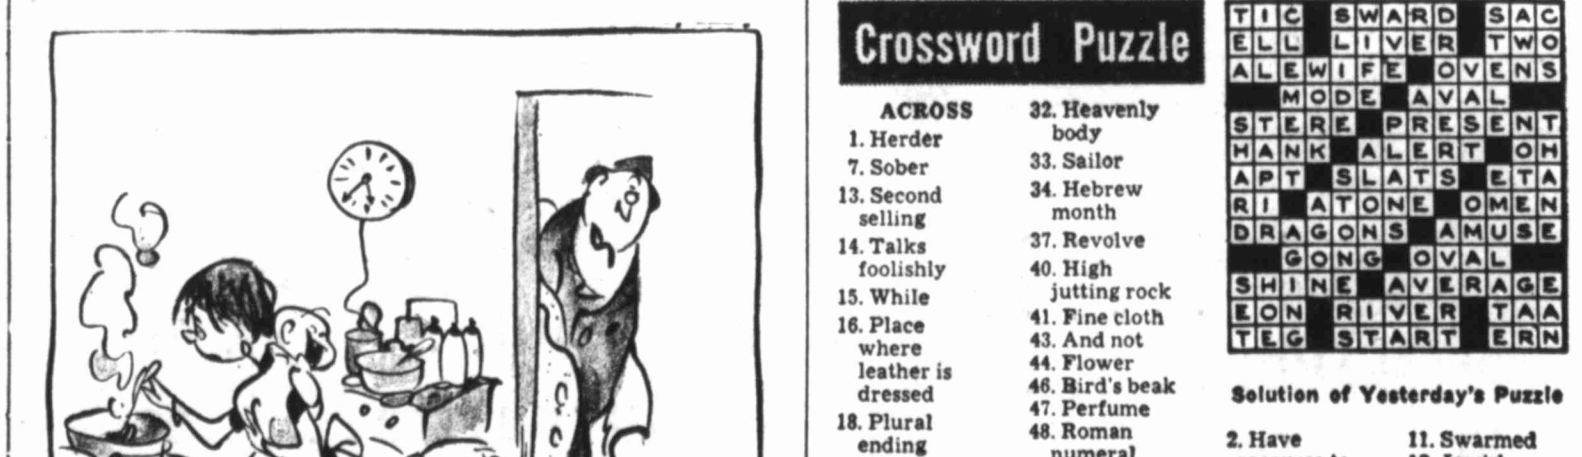 Crossword Puzzle
ACROSS
1. Herder
7. Sober
13. Second
selling
14. Talks
foolishly
15. While
16. Place
where
leather is
dressed
18. Plural
ending
32. Heavenly
body
33. Sailor
34. Hebrew
month
37. Revolve
40. High
jutting rock
41. Fine cloth
43. And not
44. Flower
46. Bird's beak
47. Perfume
48. Roman
numeral
TIC SWARD SAC
ELL LIVER TWO
ALEWIFE OVENS
MODE AVAL
STERE PRESENT
HANK ALERT OH
APT SLATS ETA
RI ATONE OMEN
DRAGONS AMUSE
GONG OVAL
SHINE AVERAGE
EON RIVER TAA
TEG START ERN
Solution of Yesterday's Puzzle
2. Have
11. Swarmed